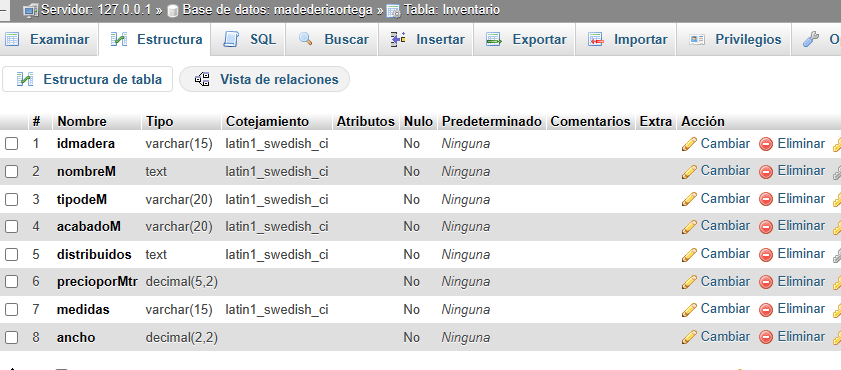 Servidor: 127.0.0.1 » Base de datos: madederiaortega » Tabla: Inventario
Examinar Estructura SQL Buscar Insertar Exportar Importar Privilegios
Estructura de tabla Vista de relaciones
# Nombre Tipo Cotejamiento Atributos Nulo Predeterminado Comentarios Extra Acción
1 idmadera varchar(15) latin1_swedish_ci No Ninguna Cambiar Eliminar
2 nombreM text latin1_swedish_ci No Ninguna Cambiar Eliminar
3 tipodeM varchar(20) latin1_swedish_ci No Ninguna Cambiar Eliminar
4 acabadoM varchar(20) latin1_swedish_ci No Ninguna Cambiar Eliminar
5 distribuidos text latin1_swedish_ci No Ninguna Cambiar Eliminar
6 precioporMtr decimal(5,2) No Ninguna Cambiar Eliminar
7 medidas varchar(15) latin1_swedish_ci No Ninguna Cambiar Eliminar
8 ancho decimal(2,2) No Ninguna Cambiar Eliminar